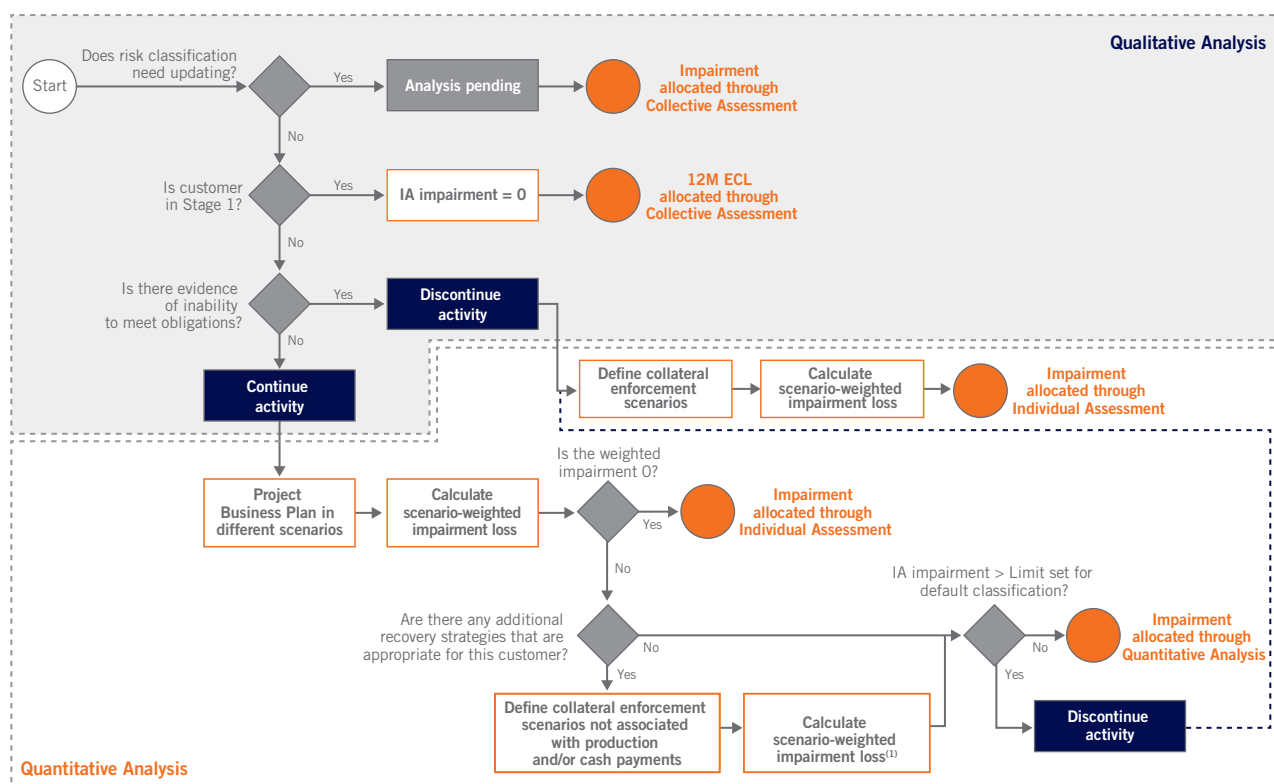 Qualitative Analysis
Does risk classification
need updating?
Start
Yes
Analysis pending
Impairment
allocated through
Collective Assessment
No
Is customer
in Stage 1?
Yes
IA impairment = 0
12M ECL
allocated through
Collective Assessment
No
Is there evidence
of inability
to meet obligations?
Yes
Discontinue
activity
No
Continue
activity
Define collateral
enforcement
scenarios
Calculate
scenario-weighted
impairment loss
Impairment
allocated through
Individual Assessment
Is the weighted
impairment 0?
Project
Business Plan in
different scenarios
Calculate
scenario-weighted
impairment loss
Yes
Impairment
allocated through
Individual Assessment
No
IA impairment > Limit set for
default classification?
Are there any additional
recovery strategies that are
appropriate for this customer?
No
No
Impairment
allocated through
Quantitative Analysis
Yes
Yes
Define collateral enforcement
scenarios not associated
with production
and/or cash payments
Calculate
scenario-weighted
impairment loss(1)
Discontinue
activity
Quantitative Analysis